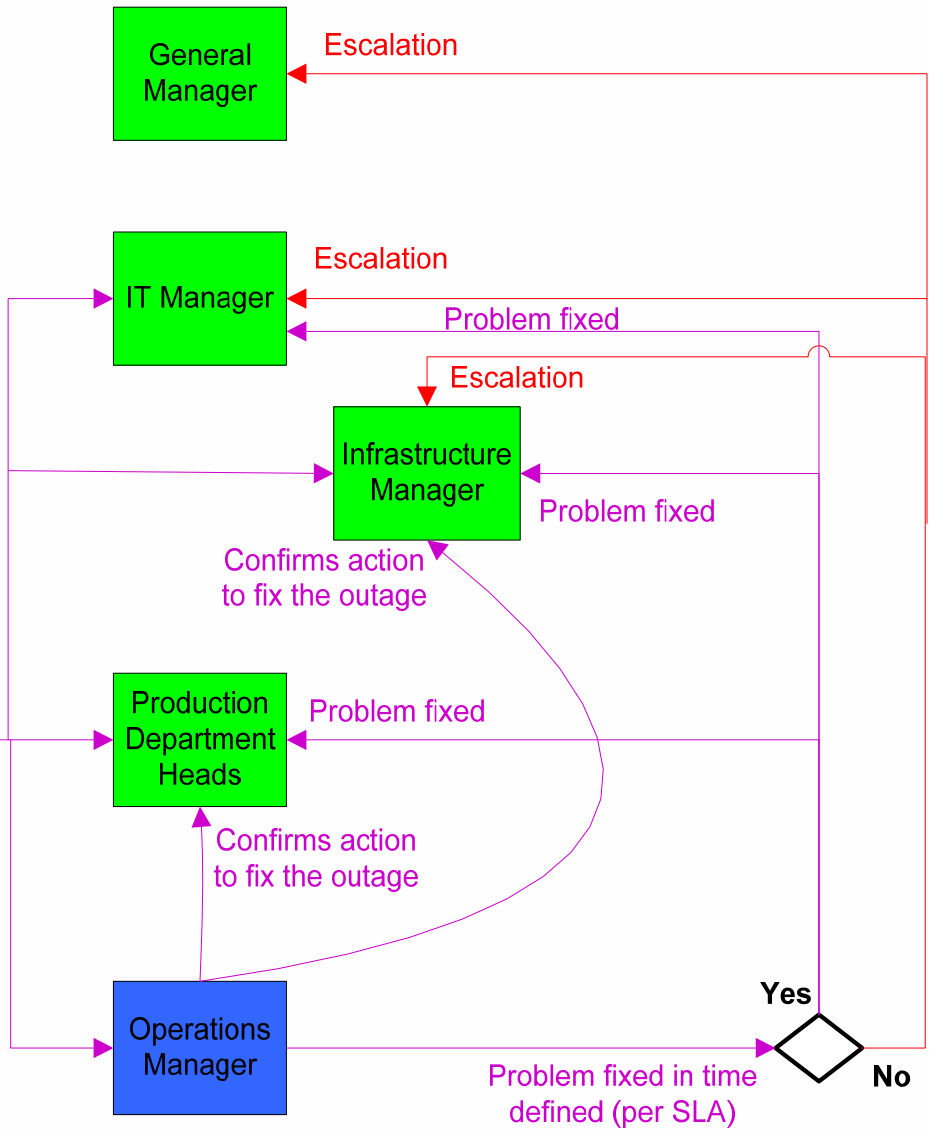 General
Manager
Escalation
IT Manager
Escalation
Problem fixed
Escalation
Infrastructure
Manager
Problem fixed
Confirms action
to fix the outage
Production
Department
Heads
Problem fixed
Confirms action
to fix the outage
Operations
Manager
Yes
No
Problem fixed in time
defined (per SLA)